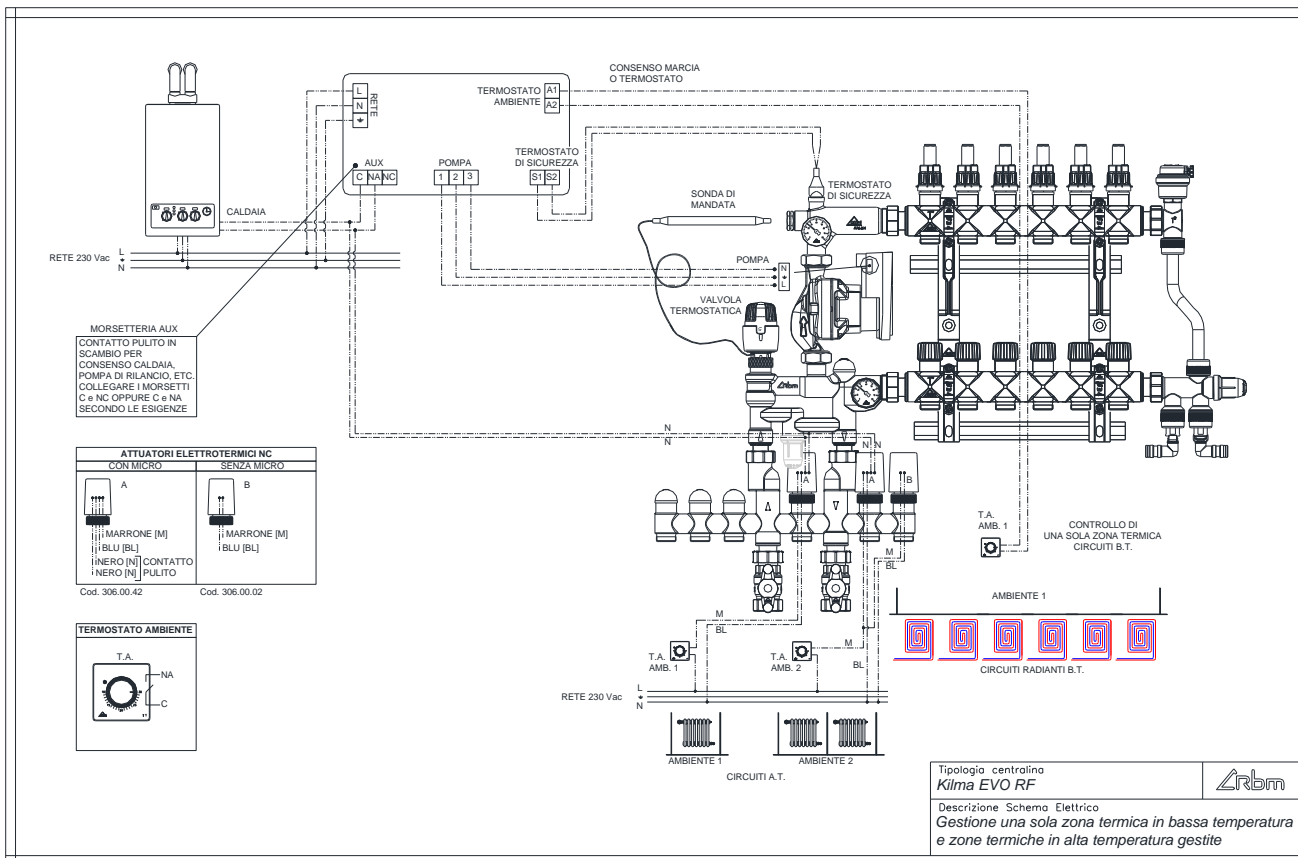 CONSENSO MARCIA
O TERMOSTATO
L
N
RETE
TERMOSTATO
AMBIENTE
A1
A2
AUX
C NA NC
POMPA
1 2 3
TERMOSTATO
DI SICUREZZA
S1 S2
CALDAIA
RETE 230 Vac
L
N
SONDA DI
MANDATA
TERMOSTATO
DI SICUREZZA
POMPA
N
L
VALVOLA
TERMOSTATICA
rbm
MORSETTERIA AUX
CONTATTO PULITO IN
SCAMBIO PER
CONSENSO CALDAIA,
POMPA DI RILANCIO, ETC.
COLLEGARE I MORSETTI
C e NC OPPURE C e NA
SECONDO LE ESIGENZE
N
N
N N
A
A
B
ATTUATORI ELETTROTERMICI NC
CON MICRO
SENZA MICRO
A
B
MARRONE [M]
BLU [BL]
NERO [N]
NERO [N]
CONTATTO
PULITO
MARRONE [M]
BLU [BL]
Cod. 306.00.42
Cod. 306.00.02
T.A.
AMB. 1
CONTROLLO DI
UNA SOLA ZONA TERMICA
CIRCUITI B.T.
M
BL
AMBIENTE 1
CIRCUITI RADIANTI B.T.
TERMOSTATO AMBIENTE
T.A.
NA
C
M
BL
T.A.
AMB. 1
M
BL
T.A.
AMB. 2
RETE 230 Vac
L
N
AMBIENTE 1
AMBIENTE 2
CIRCUITI A.T.
Tipologia centralina
Kilma EVO RF
rbm
Descrizione Schema Elettrico
Gestione una sola zona termica in bassa temperatura
e zone termiche in alta temperatura gestite